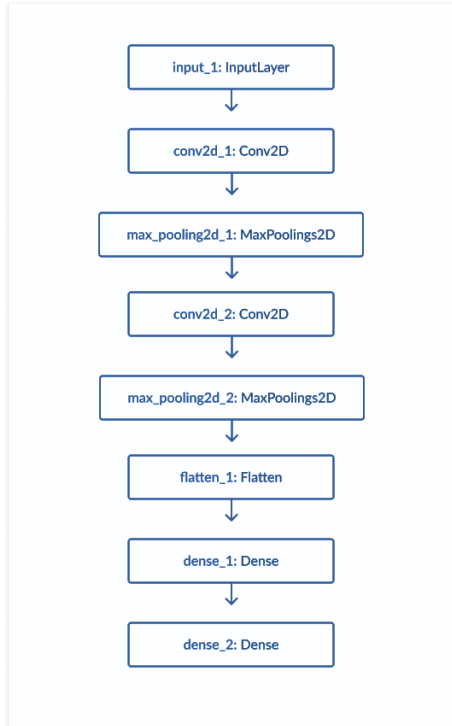 input_1: InputLayer
conv2d_1: Conv2D
max_pooling2d_1: MaxPoolings2D
conv2d_2: Conv2D
max_pooling2d_2: MaxPoolings2D
flatten_1: Flatten
dense_1: Dense
dense_2: Dense